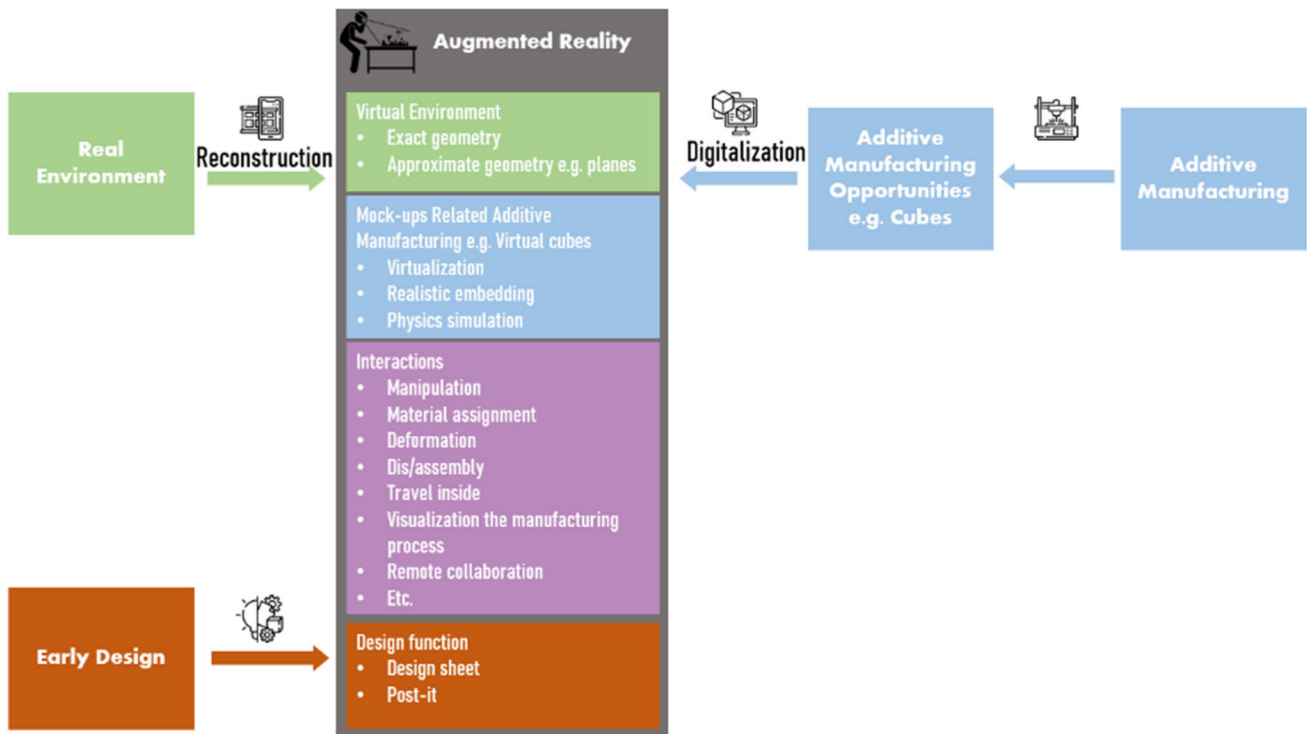 Augmented Reality
Real
Environment
Reconstruction
Virtual Environment
• Exact geometry
• Approximate geometry e.g. planes
Mock-ups Related Additive
Manufacturing e.g. Virtual cubes
• Virtualization
• Realistic embedding
• Physics simulation
Interactions
• Manipulation
• Material assignment
• Deformation
• Dis/assembly
• Travel inside
• Visualization the manufacturing
process
• Remote collaboration
• Etc.
Design function
• Design sheet
• Post-it
Early Design
Digitalization
Additive
Manufacturing
Opportunities
e.g. Cubes
Additive
Manufacturing